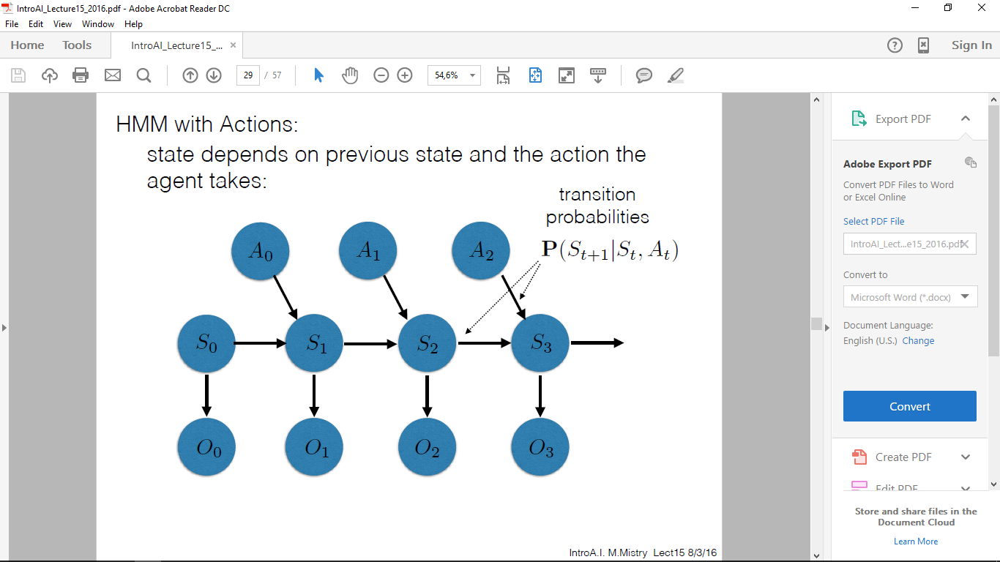 IntroAI_Lecture15_2016.pdf - Adobe Acrobat Reader DC
File Edit View Window Help
Home Tools IntroAI_Lecture15_... × ? Sign In
29 / 57 54,6%
HMM with Actions:
state depends on previous state and the action the
agent takes:
transition
probabilities
P(S_{t+1}|S_t, A_t)
A_0 A_1 A_2
S_0 S_1 S_2 S_3
O_0 O_1 O_2 O_3
IntroA.I. M.Mistry Lect15 8/3/16
Export PDF
Adobe Export PDF
Convert PDF Files to Word
or Excel Online
Select PDF File
IntroAI_Lect...e15_2016.pdf
Convert to
Microsoft Word (*.docx)
Document Language:
English (U.S.) Change
Convert
Create PDF
Edit PDF
Store and share files in the
Document Cloud
Learn More